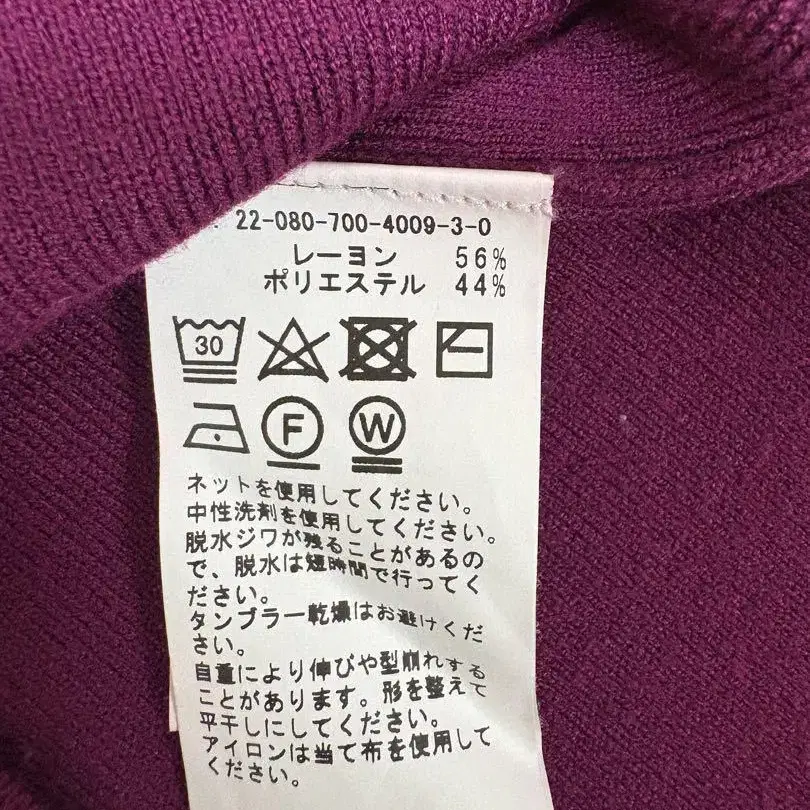 22-080-700-4009-3-0
レーヨン 56%
ポリエステル 44%
30
F W
ネットを使用してください。
中性洗剤を使用してください。
脱水ジワが残ることがあるの
で、脱水は短時間で行ってく
ださい。
タンブラー乾燥はお避けくだ
さい。
自重により伸びや型崩れする
ことがあります。形を整えて
平干しにしてください。
アイロンは当て布を使用して
ください。